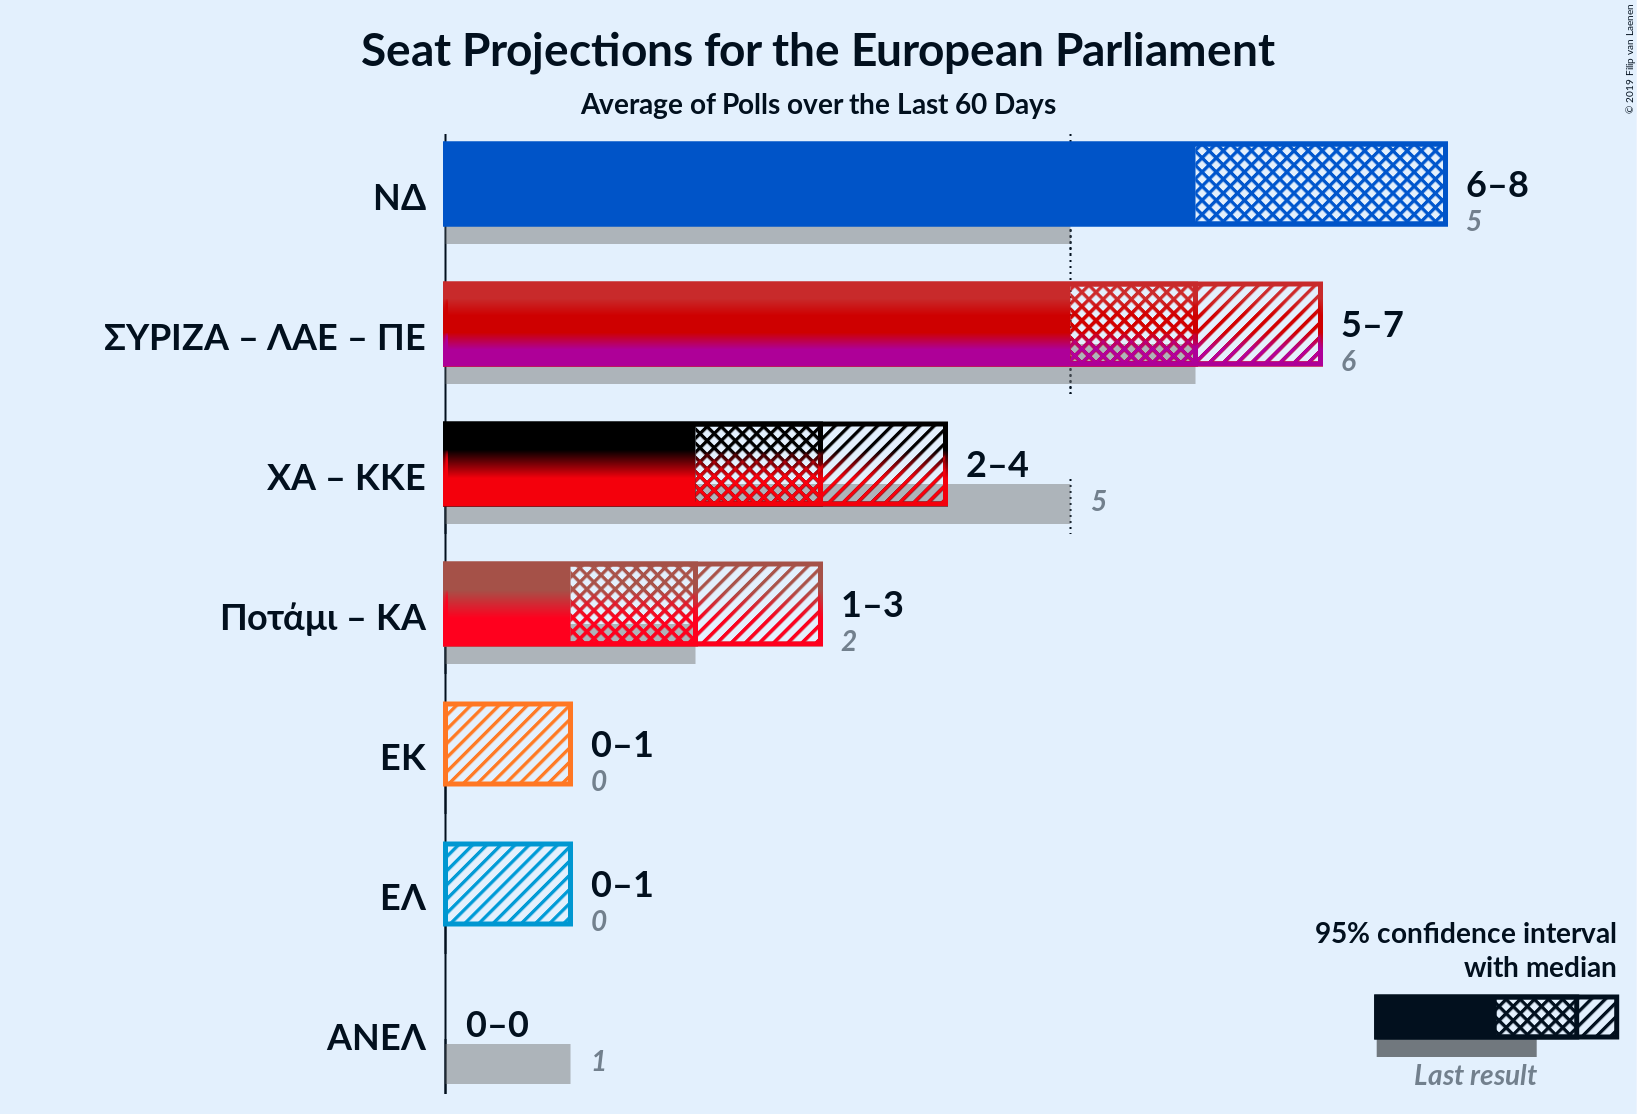 Seat Projections for the European Parliament
Average of Polls over the Last 60 Days
© 2019 Filip van Laenen
ΝΔ
6–8
5
ΣΥΡΙΖΑ – ΛΑΕ – ΠΕ
5–7
6
ΧΑ – ΚΚΕ
2–4
5
Ποτάμι – ΚΑ
1–3
2
ΕΚ
0–1
0
ΕΛ
0–1
0
ΑΝΕΛ
0–0
1
95% confidence interval
with median
Last result